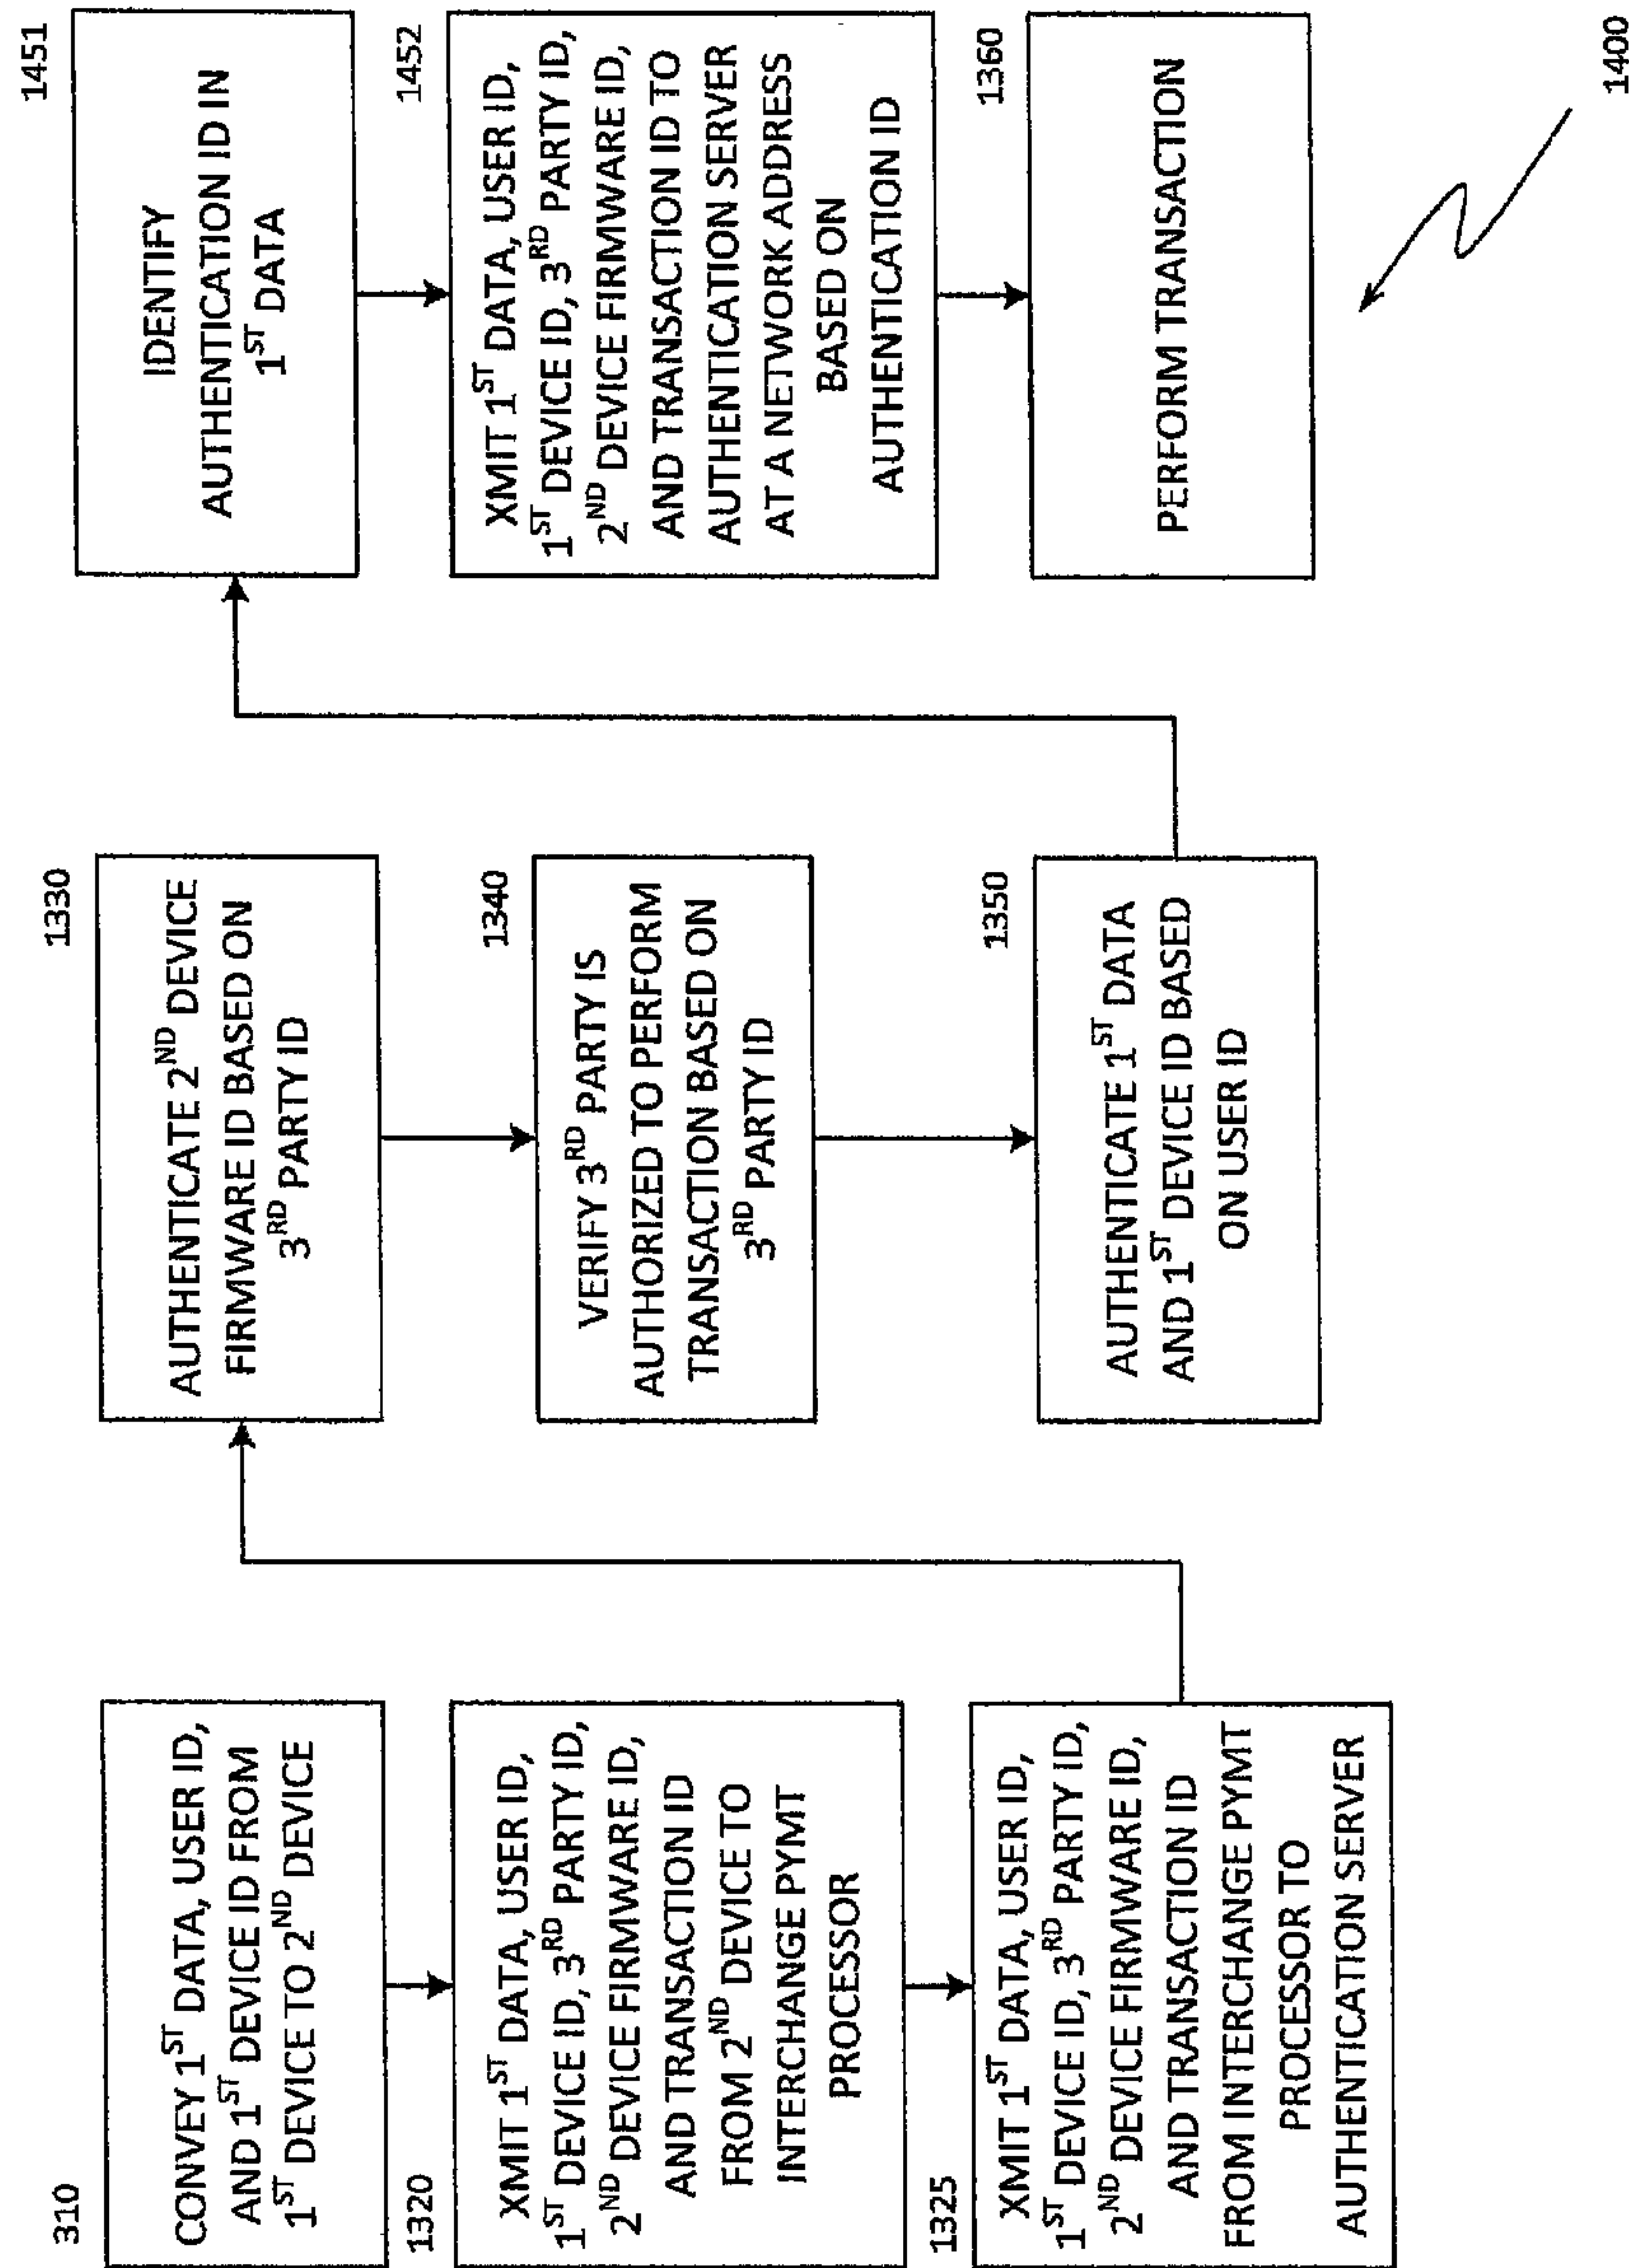 310
CONVEY 1ST DATA, USER ID,
AND 1ST DEVICE ID FROM
1ST DEVICE TO 2ND DEVICE
1320
XMIT 1ST DATA, USER ID,
1ST DEVICE ID, 3RD PARTY ID,
2ND DEVICE FIRMWARE ID,
AND TRANSACTION ID
FROM 2ND DEVICE TO
INTERCHANGE PYMT
PROCESSOR
1325
XMIT 1ST DATA, USER ID,
1ST DEVICE ID, 3RD PARTY ID,
2ND DEVICE FIRMWARE ID,
AND TRANSACTION ID
FROM INTERCHANGE PYMT
PROCESSOR TO
AUTHENTICATION SERVER
1330
AUTHENTICATE 2ND DEVICE
FIRMWARE ID BASED ON
3RD PARTY ID
1340
VERIFY 3RD PARTY IS
AUTHORIZED TO PERFORM
TRANSACTION BASED ON
3RD PARTY ID
1350
AUTHENTICATE 1ST DATA
AND 1ST DEVICE ID BASED
ON USER ID
1451
IDENTIFY
AUTHENTICATION ID IN
1ST DATA
1452
XMIT 1ST DATA, USER ID,
1ST DEVICE ID, 3RD PARTY ID,
2ND DEVICE FIRMWARE ID,
AND TRANSACTION ID TO
AUTHENTICATION SERVER
AT A NETWORK ADDRESS
BASED ON
AUTHENTICATION ID
1360
PERFORM TRANSACTION
1400